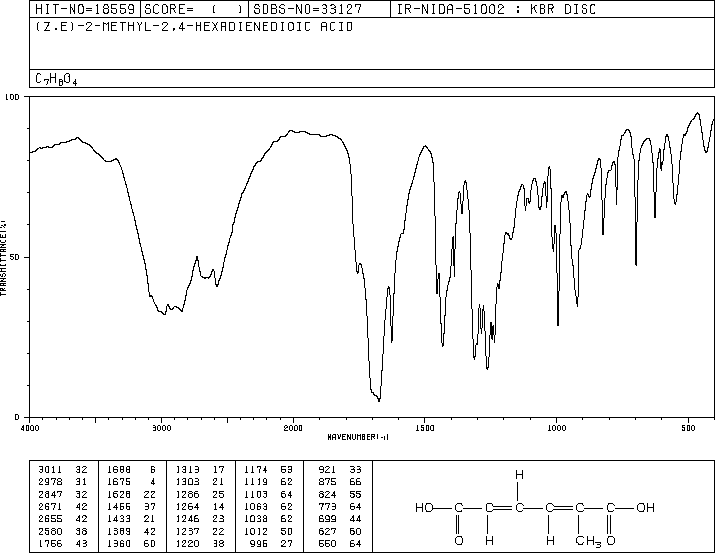 HIT-NO=18559 SCORE= ( ) SDBS-NO=33127 IR-NIDA-51002 : KBR DISC
(Z,E)-2-METHYL-2,4-HEXADIENEDIOIC ACID
C7H8O4
100
50
0
TRANSMITTANCE(%)
4000 3000 2000 1500 1000 500
WAVENUMBER(-1)
3011 32 1688 6 1313 17 1174 53 921 33
2978 31 1675 4 1303 21 1119 62 875 66
2847 32 1628 22 1286 25 1103 64 824 55
2671 42 1455 37 1264 14 1063 62 773 64
2655 42 1433 21 1246 23 1038 62 699 44
2580 38 1389 42 1237 22 1012 50 627 60
1756 43 1360 60 1220 38 996 27 550 64
H
HO OH
O H H CH3 O